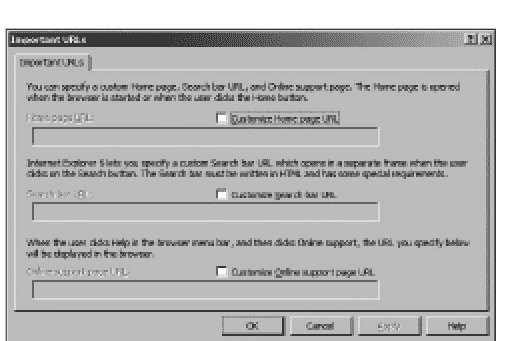 Important URLs
Important URLs
You can specify a custom Home page, Search bar URL, and Online support page. The Home page is opened
when the browser is started or when the user clicks the Home button.
Home page URL:
Customize Home page URL
Internet Explorer 5 lets you specify a custom Search bar URL which opens in a separate frame when the user
clicks on the Search button. The Search bar must be written in HTML and has some special requirements.
Search bar URL:
Customize search bar URL
When the user clicks Help in the browser menu bar, and then clicks Online support, the URL you specify below
will be displayed in the browser.
Online support page URL:
Customize Online support page URL
OK
Cancel
Apply
Help